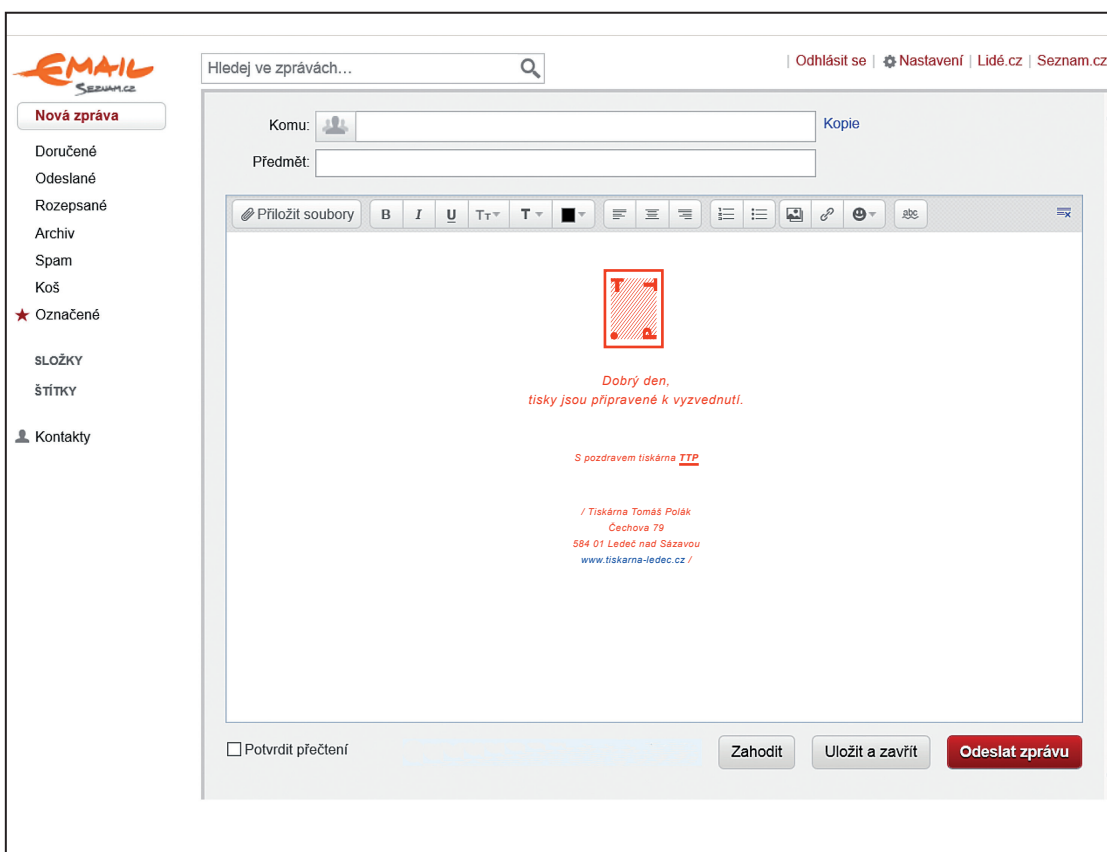 EMAIL
SEZNAM.CZ
Hledej ve zprávách...
| Odhlásit se | Nastavení | Lidé.cz | Seznam.cz
Nová zpráva
Doručené
Odeslané
Rozepsané
Archiv
Spam
Koš
Označené
SLOŽKY
ŠTÍTKY
Kontakty
Komu:
Kopie
Předmět:
Přiložit soubory B I U TT T abc
T T
P
Dobrý den,
tisky jsou připravené k vyzvednutí.
S pozdravem tiskárna TTP
/ Tiskárna Tomáš Polák
Čechova 79
584 01 Ledeč nad Sázavou
www.tiskarna-ledec.cz /
Potvrdit přečtení
Zahodit
Uložit a zavřít
Odeslat zprávu